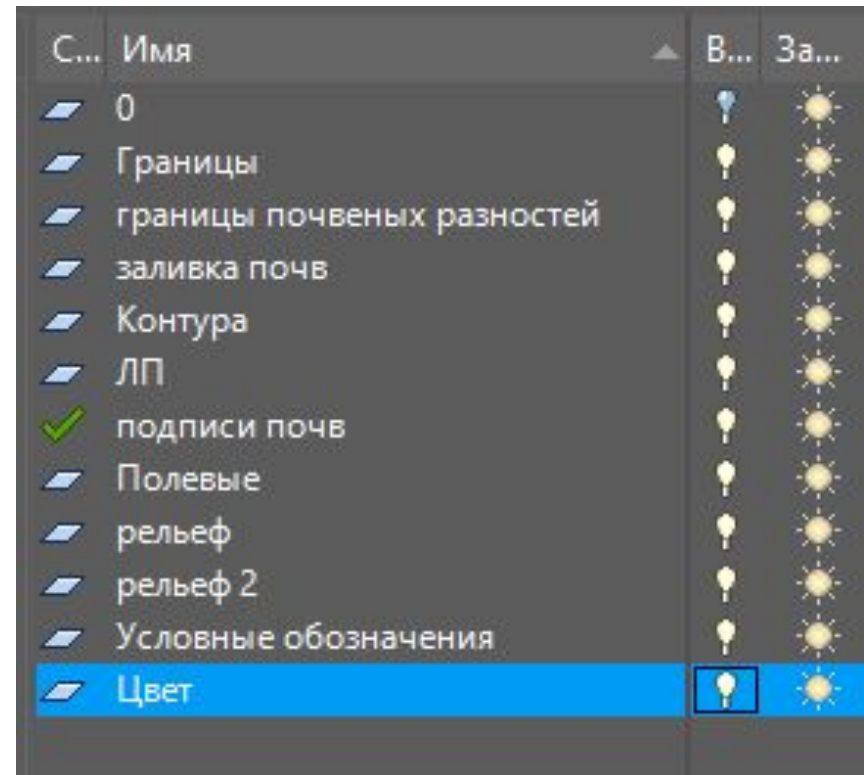 С... Имя В... За...
0
Границы
границы почвеных разностей
заливка почв
Контура
ЛП
подписи почв
Полевые
рельеф
рельеф 2
Условные обозначения
Цвет